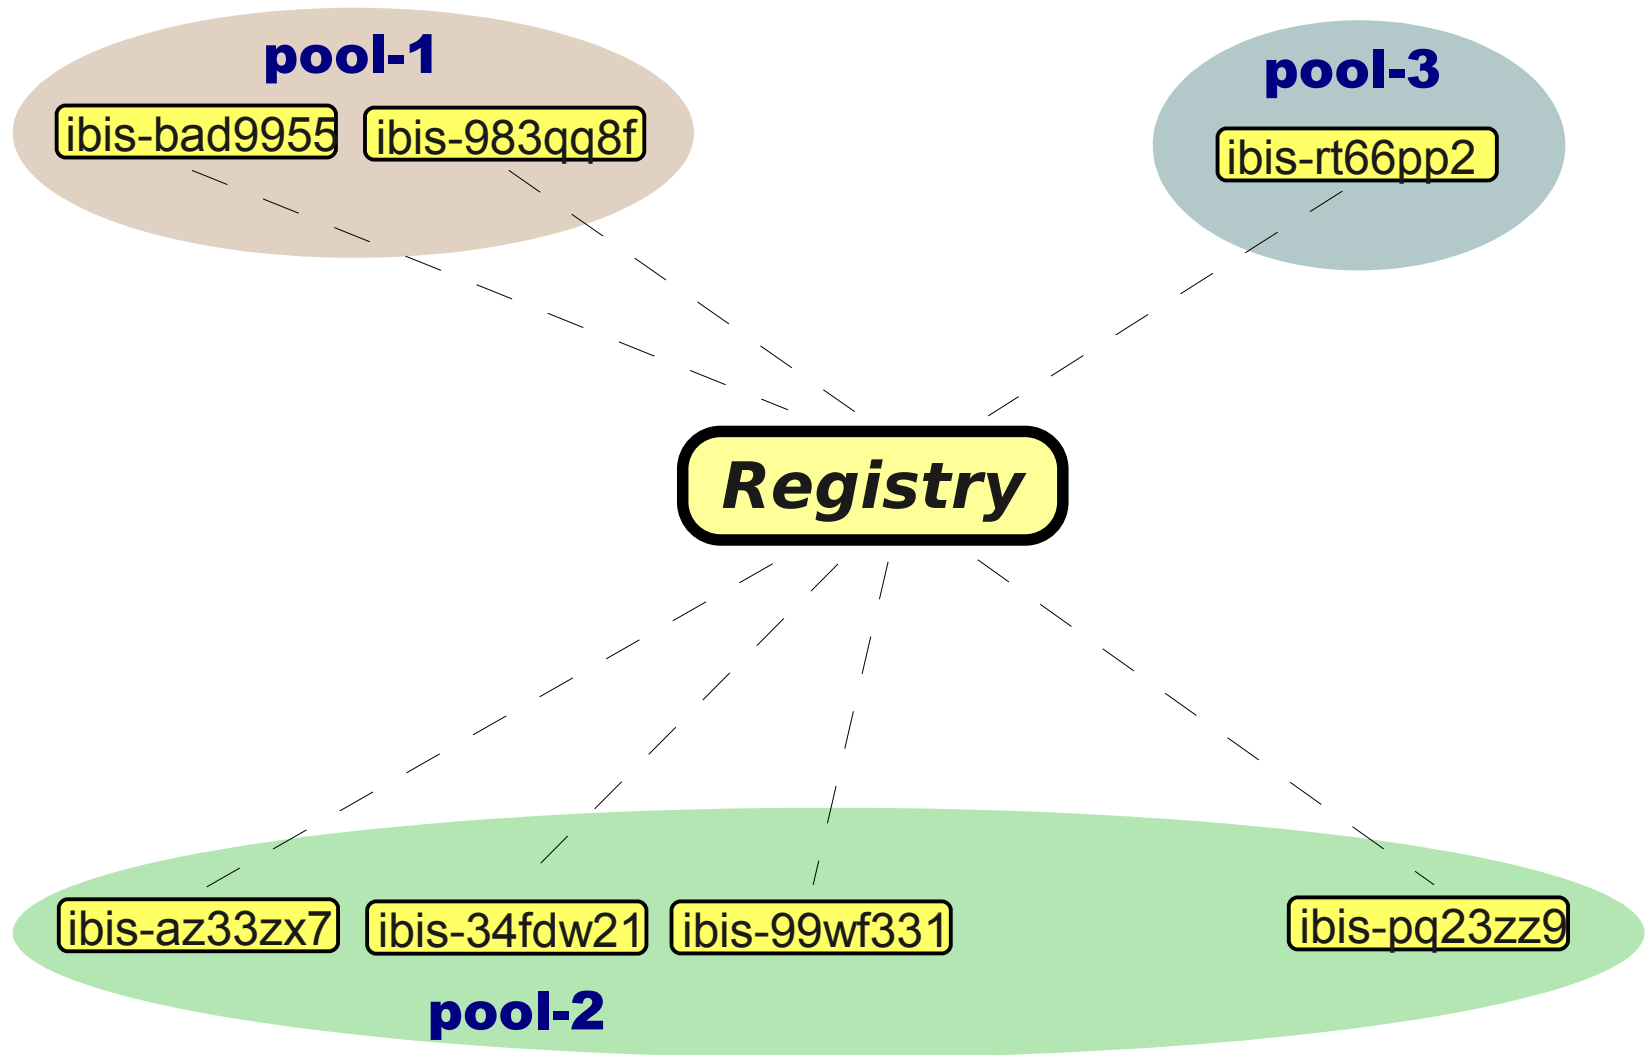 pool-1
ibis-bad9955
ibis-983qq8f
pool-3
ibis-rt66pp2
Registry
ibis-az33zx7
ibis-34fdw21
ibis-99wf331
ibis-pq23zz9
pool-2